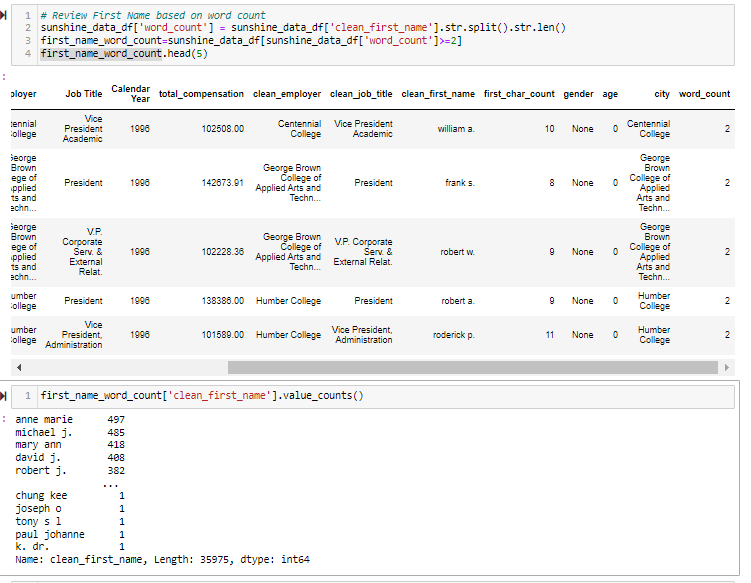 1 # Review First Name based on word count
2 sunshine_data_df['word_count'] = sunshine_data_df['clean_first_name'].str.split().str.len()
3 first_name_word_count=sunshine_data_df[sunshine_data_df['word_count']>=2]
4 first_name_word_count.head(5)
:
ployer Job Title Calendar Year total_compensation clean_employer clean_job_title clean_first_name first_char_count gender age city word_count
tennial College Vice President Academic 1996 102508.00 Centennial College Vice President Academic william a. 10 None 0 Centennial College 2
George Brown ege of Applied ts and echn... President 1996 142673.91 George Brown College of Applied Arts and Techn... President frank s. 8 None 0 George Brown College of Applied Arts and Techn... 2
George Brown ege of Applied ts and echn... V.P. Corporate Serv. & External Relat. 1996 102228.36 George Brown College of Applied Arts and Techn... V.P. Corporate Serv. & External Relat. robert w. 9 None 0 George Brown College of Applied Arts and Techn... 2
umber College President 1996 138386.00 Humber College President robert a. 9 None 0 Humber College 2
umber College Vice President, Administration 1996 101589.00 Humber College Vice President, Administration roderick p. 11 None 0 Humber College 2
1 first_name_word_count['clean_first_name'].value_counts()
: anne marie 497
michael j. 485
mary ann 418
david j. 408
robert j. 382
...
chung kee 1
joseph o 1
tony s l 1
paul johanne 1
k. dr. 1
Name: clean_first_name, Length: 35975, dtype: int64